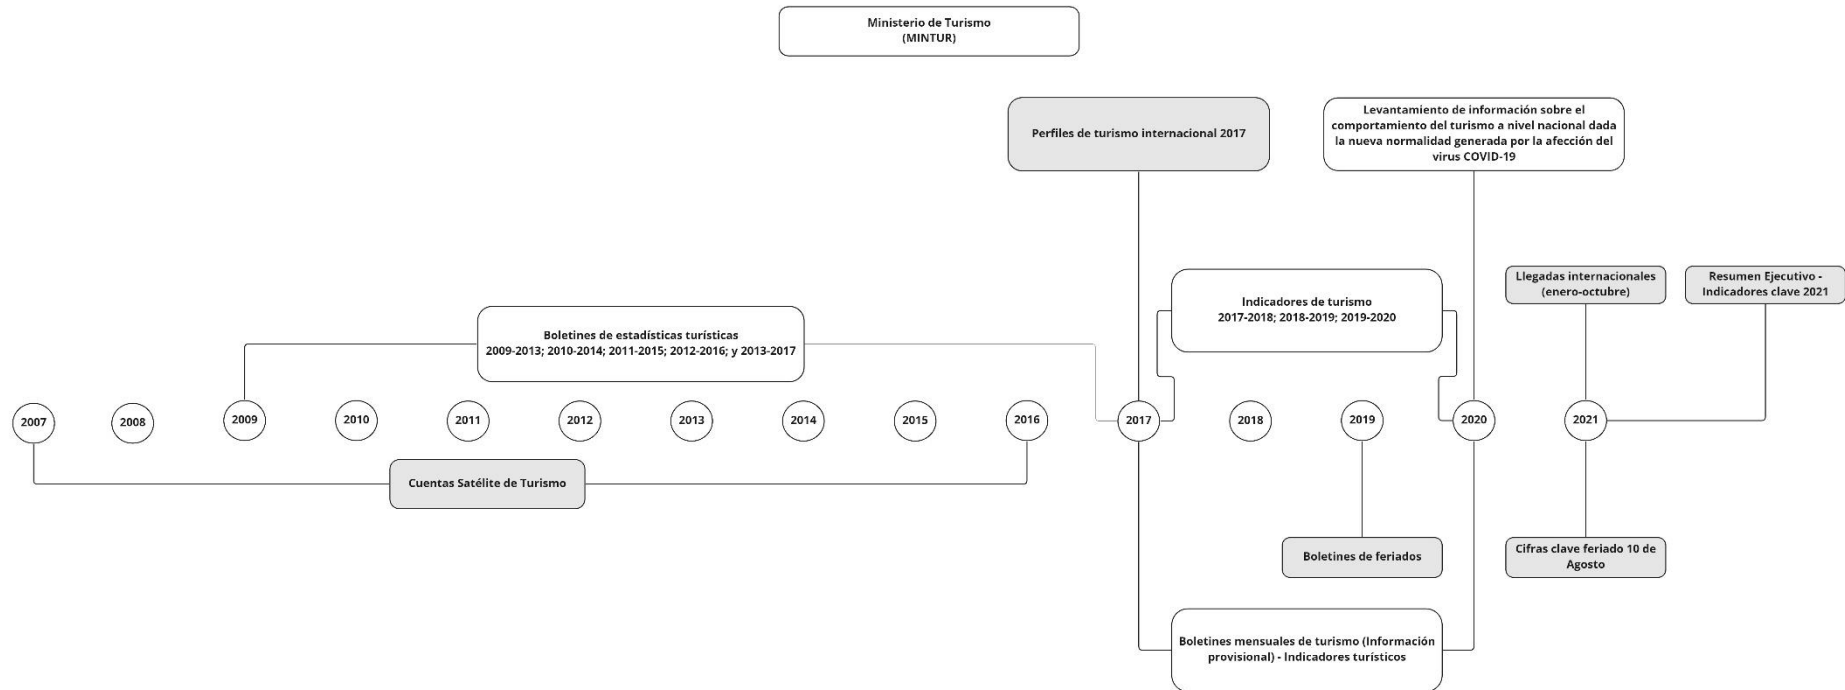 Ministerio de Turismo
(MINTUR)
Perfiles de turismo internacional 2017
Levantamiento de información sobre el
comportamiento del turismo a nivel nacional dada
la nueva normalidad generada por la afección del
virus COVID-19
Indicadores de turismo
2017-2018; 2018-2019; 2019-2020
Llegadas internacionales
(enero-octubre)
Resumen Ejecutivo -
Indicadores clave 2021
Boletines de estadísticas turísticas
2009-2013; 2010-2014; 2011-2015; 2012-2016; y 2013-2017
2007
2008
2009
2010
2011
2012
2013
2014
2015
2016
2017
2018
2019
2020
2021
Cuentas Satélite de Turismo
Boletines de feriados
Cifras clave feriado 10 de
Agosto
Boletines mensuales de turismo (Información
provisional) - Indicadores turísticos